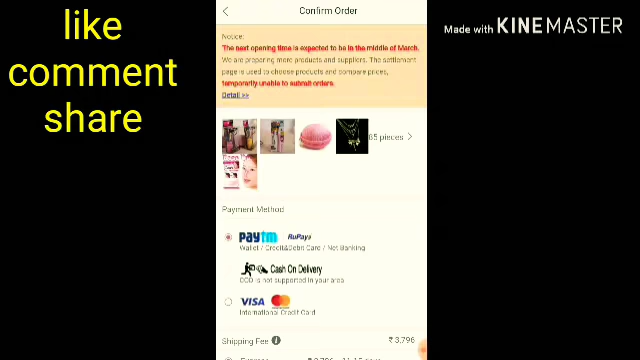 like
comment
share
Made with KINEMASTER
Confirm Order
Notice:
The next opening time is expected to be in the middle of March.
We are preparing more products and suppliers. The settlement
page is used to choose products and compare prices,
temporarily unable to submit orders.
Detail >>
85 pieces
Payment Method
Paytm RuPay
Wallet / Credit&Debit Card / Net Banking
Cash On Delivery
COD is not supported in your area
VISA MasterCard
International Credit Card
Shipping Fee
₹ 3,796